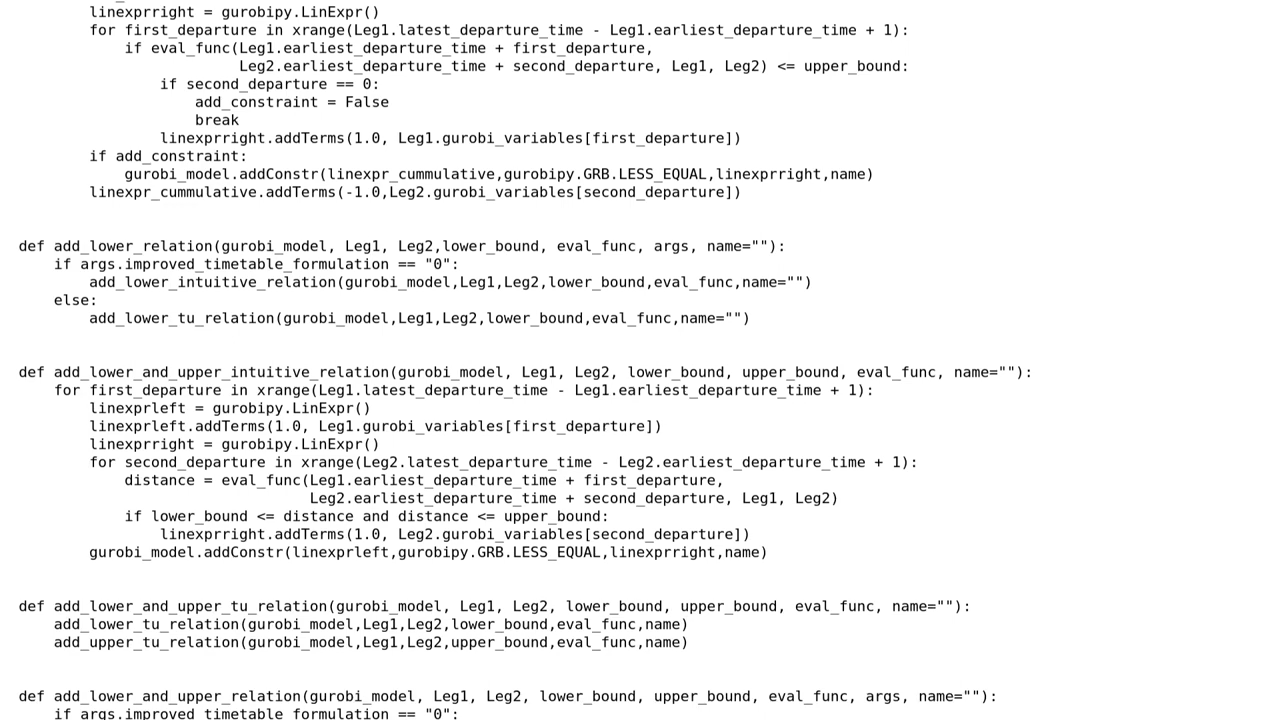 linexprright = gurobipy.LinExpr()
for first_departure in xrange(Leg1.latest_departure_time - Leg1.earliest_departure_time + 1):
if eval_func(Leg1.earliest_departure_time + first_departure,
Leg2.earliest_departure_time + second_departure, Leg1, Leg2) <= upper_bound:
if second_departure == 0:
add_constraint = False
break
linexprright.addTerms(1.0, Leg1.gurobi_variables[first_departure])
if add_constraint:
gurobi_model.addConstr(linexpr_cummulative,gurobipy.GRB.LESS_EQUAL,linexprright,name)
linexpr_cummulative.addTerms(-1.0,Leg2.gurobi_variables[second_departure])
def add_lower_relation(gurobi_model, Leg1, Leg2,lower_bound, eval_func, args, name=""):
if args.improved_timetable_formulation == "0":
add_lower_intuitive_relation(gurobi_model,Leg1,Leg2,lower_bound,eval_func,name="")
else:
add_lower_tu_relation(gurobi_model,Leg1,Leg2,lower_bound,eval_func,name="")
def add_lower_and_upper_intuitive_relation(gurobi_model, Leg1, Leg2, lower_bound, upper_bound, eval_func, name=""):
for first_departure in xrange(Leg1.latest_departure_time - Leg1.earliest_departure_time + 1):
linexprleft = gurobipy.LinExpr()
linexprleft.addTerms(1.0, Leg1.gurobi_variables[first_departure])
linexprright = gurobipy.LinExpr()
for second_departure in xrange(Leg2.latest_departure_time - Leg2.earliest_departure_time + 1):
distance = eval_func(Leg1.earliest_departure_time + first_departure,
Leg2.earliest_departure_time + second_departure, Leg1, Leg2)
if lower_bound <= distance and distance <= upper_bound:
linexprright.addTerms(1.0, Leg2.gurobi_variables[second_departure])
gurobi_model.addConstr(linexprleft,gurobipy.GRB.LESS_EQUAL,linexprright,name)
def add_lower_and_upper_tu_relation(gurobi_model, Leg1, Leg2, lower_bound, upper_bound, eval_func, name=""):
add_lower_tu_relation(gurobi_model,Leg1,Leg2,lower_bound,eval_func,name)
add_upper_tu_relation(gurobi_model,Leg1,Leg2,upper_bound,eval_func,name)
def add_lower_and_upper_relation(gurobi_model, Leg1, Leg2, lower_bound, upper_bound, eval_func, args, name=""):
if args.improved_timetable_formulation == "0":